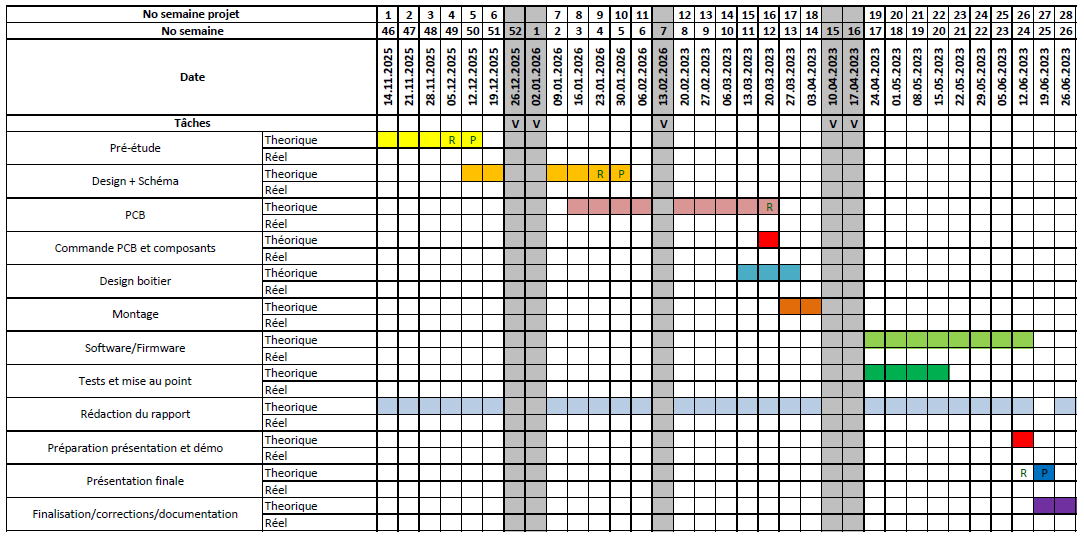 No semaine projet 1 2 3 4 5 6 7 8 9 10 11 12 13 14 15 16 17 18 19 20 21 22 23 24 25 26 27 28
No semaine 46 47 48 49 50 51 52 1 2 3 4 5 6 7 8 9 10 11 12 13 14 15 16 17 18 19 20 21 22 23 24 25 26
Date 14.11.2025 21.11.2025 28.11.2025 05.12.2025 12.12.2025 19.12.2025 26.12.2025 02.01.2026 09.01.2026 16.01.2026 23.01.2026 30.01.2026 06.02.2026 13.02.2026 20.02.2023 27.02.2023 06.03.2023 13.03.2023 20.03.2023 27.03.2023 03.04.2023 10.04.2023 17.04.2023 24.04.2023 01.05.2023 08.05.2023 15.05.2023 22.05.2023 29.05.2023 05.06.2023 12.06.2023 19.06.2023 26.06.2023
Tâches V V V V V
Pré-étude
Theorique R P
Réel
Design + Schéma
Theorique R P
Réel
PCB
Theorique R
Réel
Commande PCB et composants
Théorique
Réel
Design boitier
Théorique
Réel
Montage
Theorique
Réel
Software/Firmware
Theorique
Réel
Tests et mise au point
Theorique
Réel
Rédaction du rapport
Theorique
Réel
Préparation présentation et démo
Theorique
Réel
Présentation finale
Theorique R P
Réel
Finalisation/corrections/documentation
Theorique
Réel